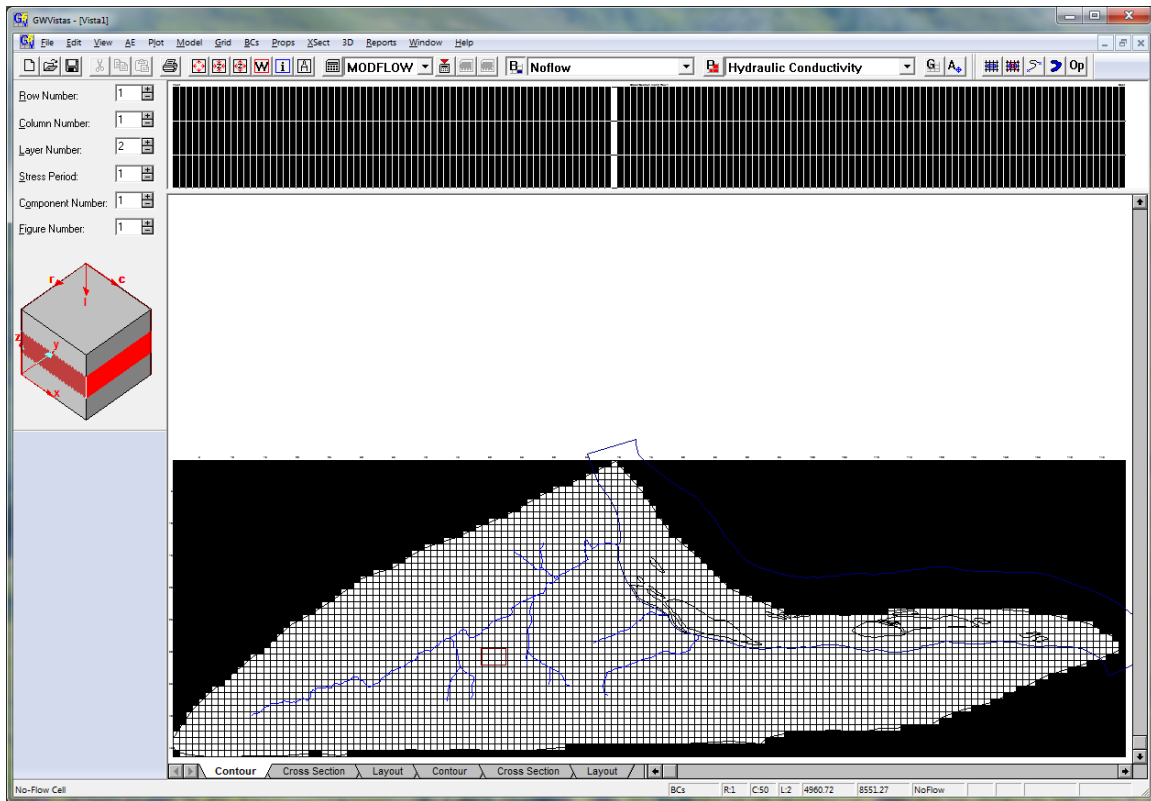 GWVistas - [Vista1]
File Edit View AE Plot Model Grid BCs Props XSect 3D Reports Window Help
W i A MODFLOW B Noflow Hydraulic Conductivity G A Op
Row Number: 1
Column Number: 1
Layer Number: 2
Stress Period: 1
Component Number: 1
Figure Number: 1
r c
l
z y
x
Contour Cross Section Layout Contour Cross Section Layout
No-Flow Cell BCs R:1 C:50 L:2 4960.72 8551.27 NoFlow